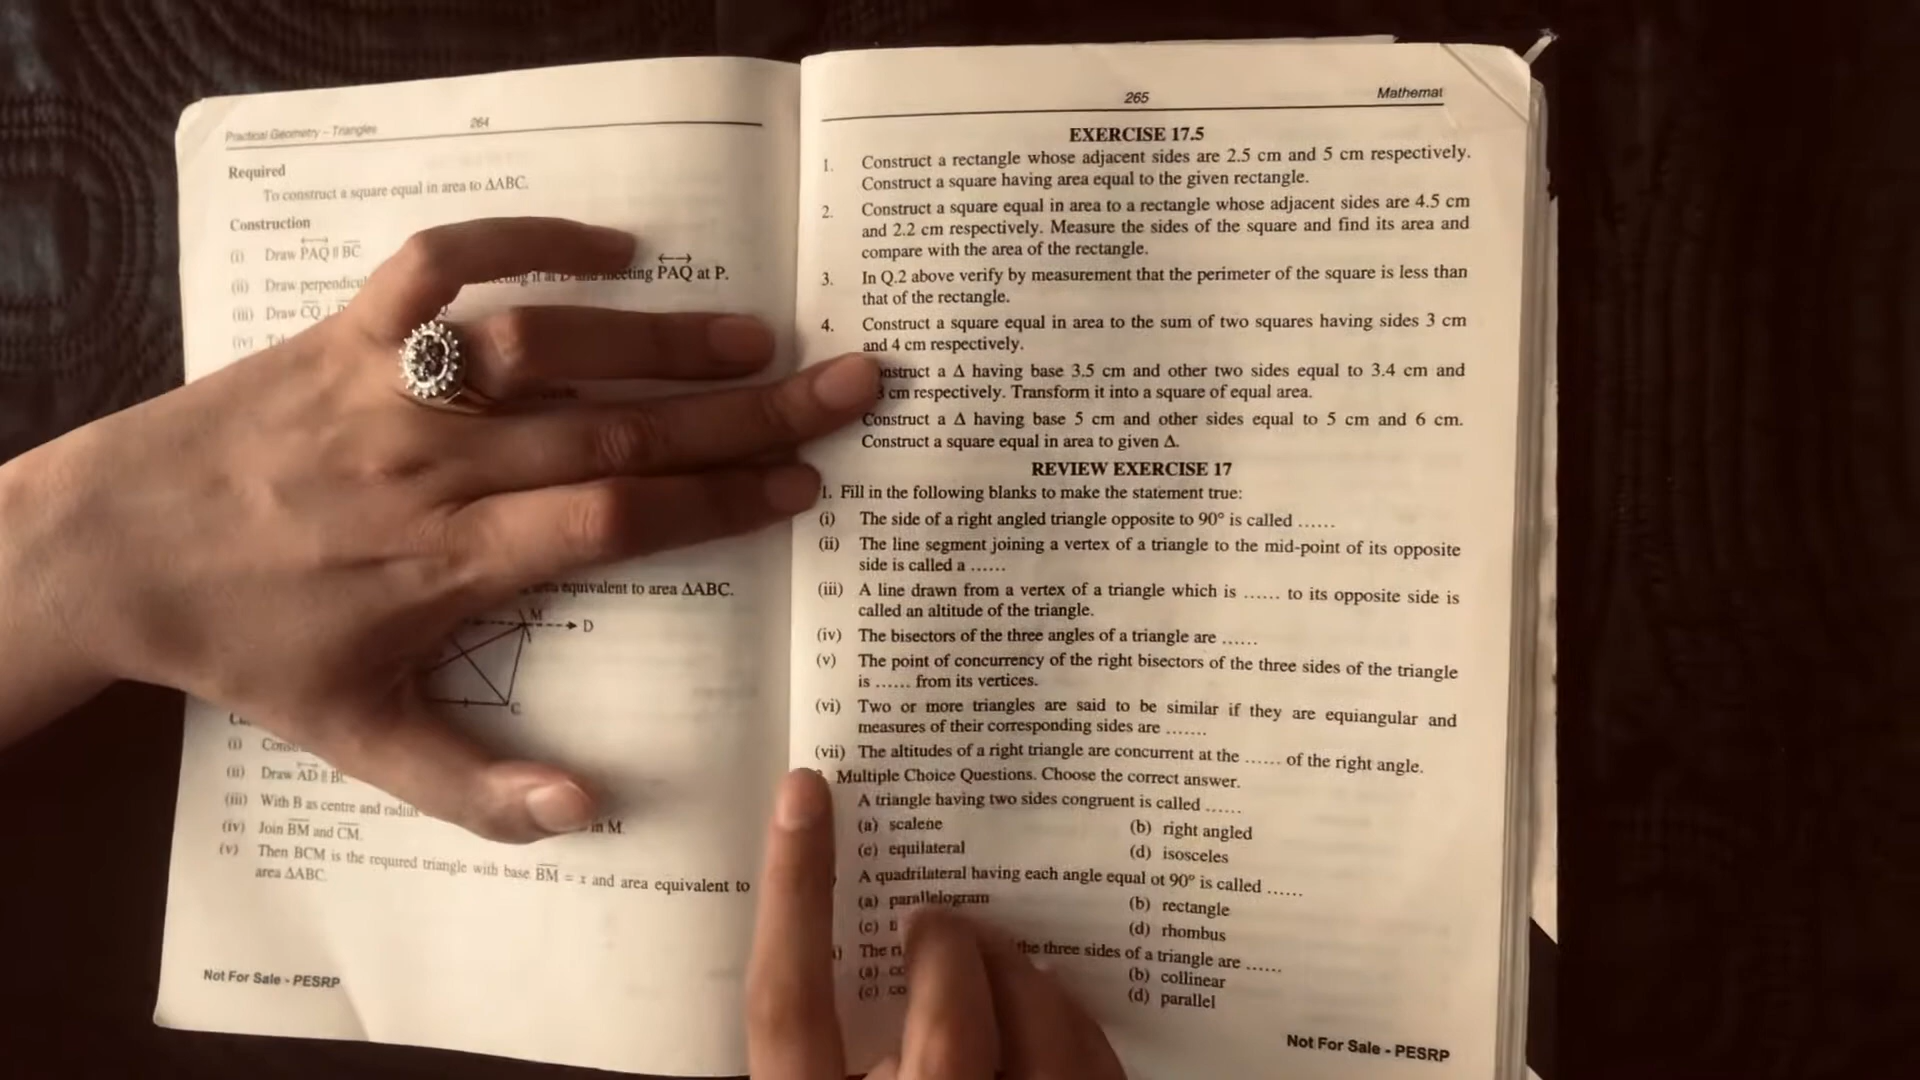 Practical Geometry – Triangles 264
Required
To construct a square equal in area to ΔABC.
Construction
(i) Draw PAQ ∥ BC
(ii) Draw
meeting PAQ at P.
(iii) Draw CQ
(iv)
equivalent to area ΔABC.
M
D
C
(i)
(ii) Draw AD ∥
(iii) With B as centre and
in M.
(iv) Join BM and CM.
(v) Then BCM is the required triangle with base BM = x and area equivalent to
area ΔABC.
Not For Sale - PESRP
265 Mathemat
EXERCISE 17.5
1. Construct a rectangle whose adjacent sides are 2.5 cm and 5 cm respectively.
Construct a square having area equal to the given rectangle.
2. Construct a square equal in area to a rectangle whose adjacent sides are 4.5 cm
and 2.2 cm respectively. Measure the sides of the square and find its area and
compare with the area of the rectangle.
3. In Q.2 above verify by measurement that the perimeter of the square is less than
that of the rectangle.
4. Construct a square equal in area to the sum of two squares having sides 3 cm
and 4 cm respectively.
a Δ having base 3.5 cm and other two sides equal to 3.4 cm and
cm respectively. Transform it into a square of equal area.
Construct a Δ having base 5 cm and other sides equal to 5 cm and 6 cm.
Construct a square equal in area to given Δ.
REVIEW EXERCISE 17
1. Fill in the following blanks to make the statement true:
(i) The side of a right angled triangle opposite to 90° is called ......
(ii) The line segment joining a vertex of a triangle to the mid-point of its opposite
side is called a ......
(iii) A line drawn from a vertex of a triangle which is ...... to its opposite side is
called an altitude of the triangle.
(iv) The bisectors of the three angles of a triangle are ......
(v) The point of concurrency of the right bisectors of the three sides of the triangle
is ...... from its vertices.
(vi) Two or more triangles are said to be similar if they are equiangular and
measures of their corresponding sides are .......
(vii) The altitudes of a right triangle are concurrent at the ...... of the right angle.
Multiple Choice Questions. Choose the correct answer.
A triangle having two sides congruent is called ......
(a) scalene (b) right angled
(c) equilateral (d) isosceles
A quadrilateral having each angle equal ot 90° is called ......
(a) parallelogram (b) rectangle
(c) (d) rhombus
The the three sides of a triangle are ......
(a) (b) collinear
(c) (d) parallel
Not For Sale - PESRP